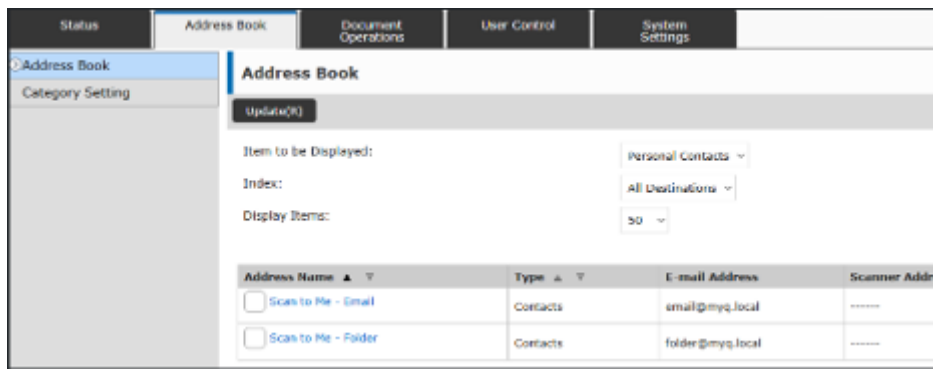 Status Address Book Document Operations User Control System Settings
Address Book
Category Setting
Address Book
Update(R)
Item to be Displayed: Personal Contacts
Index: All Destinations
Display Items: 50
Address Name ▲ ▼ Type ▲ ▼ E-mail Address Scanner Addr
Scan to Me - Email Contacts email@myq.local ------
Scan to Me - Folder Contacts folder@myq.local ------